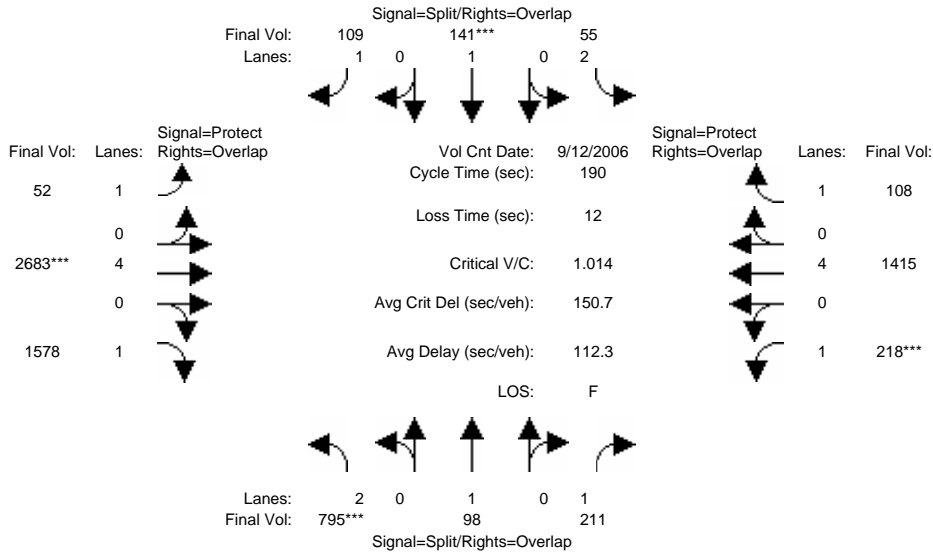 Signal=Split/Rights=Overlap
Final Vol: 109 141*** 55
Lanes: 1 0 1 0 2
Signal=Protect
Final Vol: Lanes: Rights=Overlap
Vol Cnt Date: 9/12/2006
Signal=Protect
Rights=Overlap Lanes: Final Vol:
Cycle Time (sec): 190
52 1
1 108
Loss Time (sec): 12
0
0
2683*** 4
Critical V/C: 1.014
4 1415
0
Avg Crit Del (sec/veh): 150.7
0
1578 1
Avg Delay (sec/veh): 112.3
1 218***
LOS: F
Lanes: 2 0 1 0 1
Final Vol: 795*** 98 211
Signal=Split/Rights=Overlap